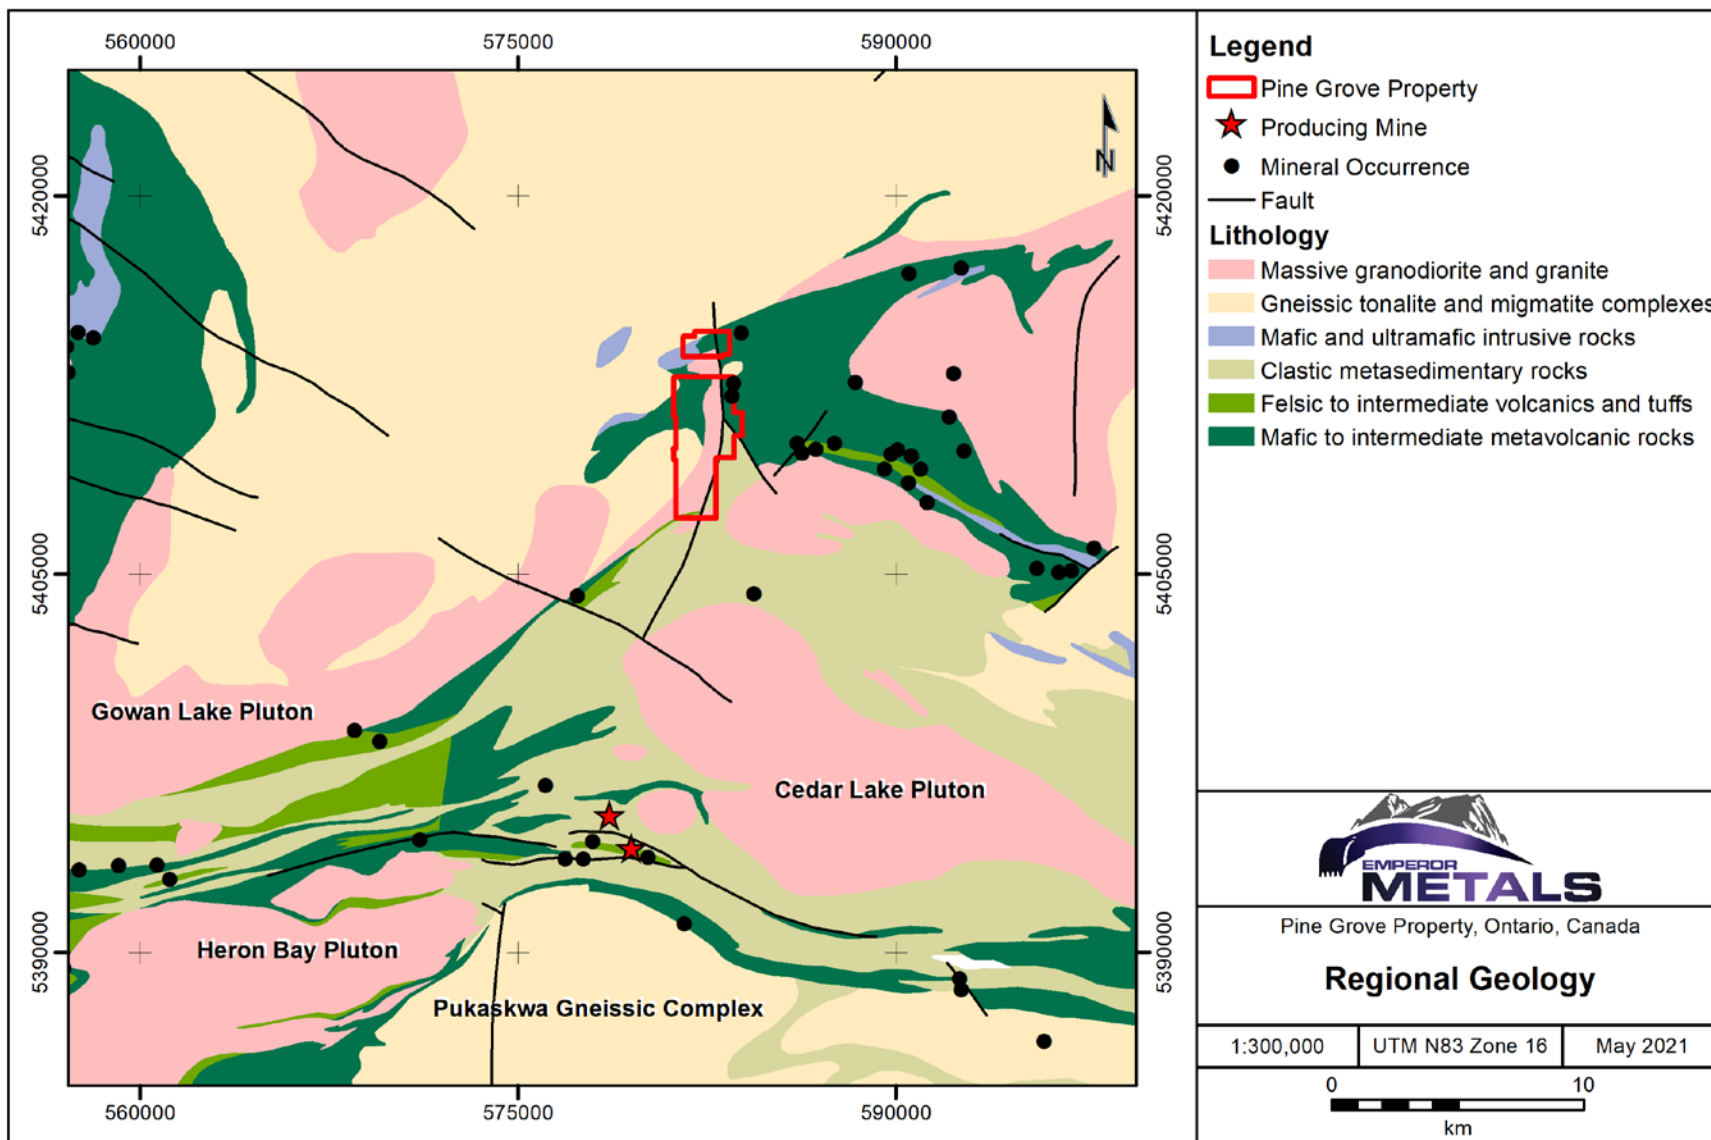 560000 575000 590000
5420000
5405000
5390000
5420000
5405000
5390000
N
Gowan Lake Pluton
Cedar Lake Pluton
Heron Bay Pluton
Pukaskwa Gneissic Complex
560000 575000 590000
Legend
Pine Grove Property
Producing Mine
Mineral Occurrence
Fault
Lithology
Massive granodiorite and granite
Gneissic tonalite and migmatite complexes
Mafic and ultramafic intrusive rocks
Clastic metasedimentary rocks
Felsic to intermediate volcanics and tuffs
Mafic to intermediate metavolcanic rocks
EMPEROR
METALS
Pine Grove Property, Ontario, Canada
Regional Geology
1:300,000 UTM N83 Zone 16 May 2021
0 10
km